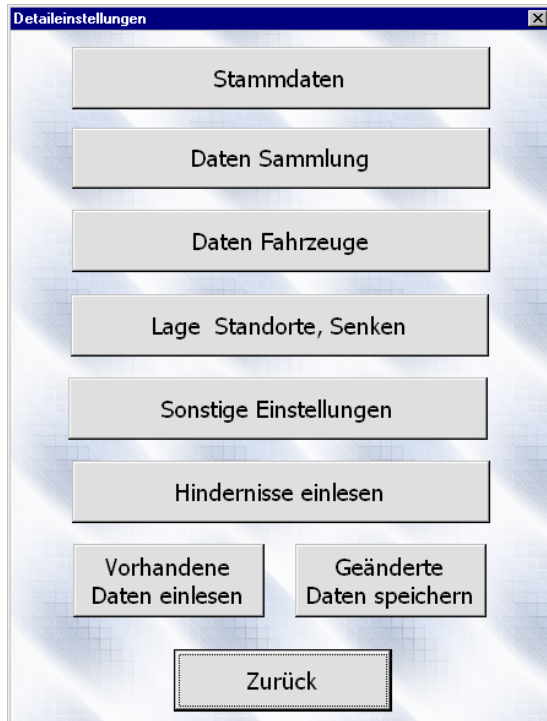 Detaileinstellungen
Stammdaten
Daten Sammlung
Daten Fahrzeuge
Lage  Standorte, Senken
Sonstige Einstellungen
Hindernisse einlesen
Vorhandene
Daten einlesen
Geänderte
Daten speichern
Zurück